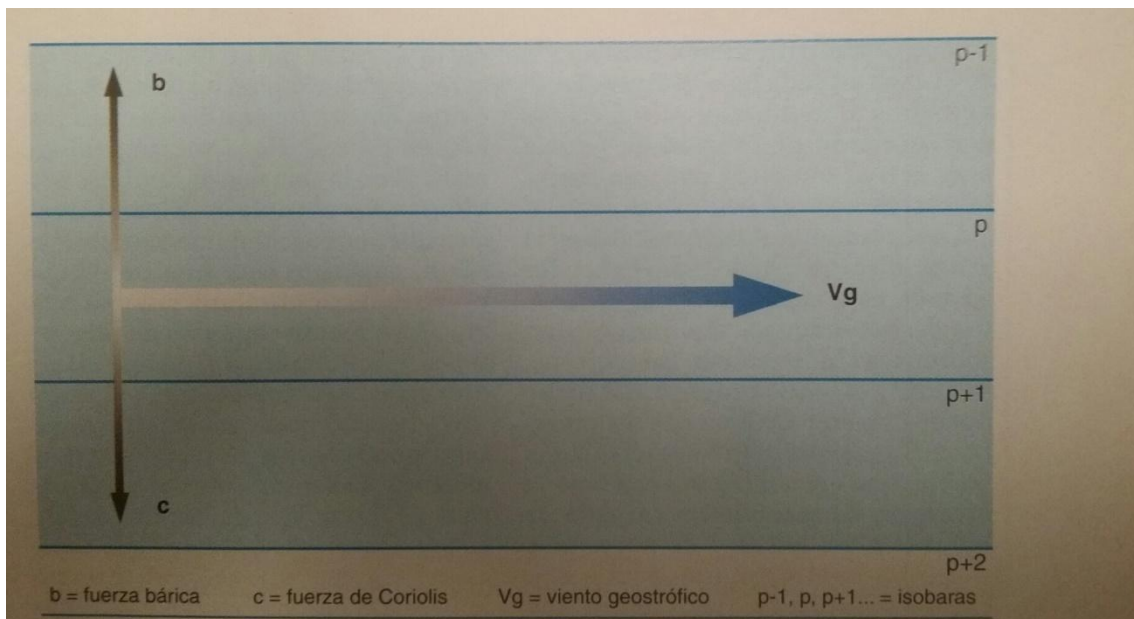 p-1
b
p
Vg
p+1
c
p+2
b = fuerza bárica c = fuerza de Coriolis Vg = viento geostrófico p-1, p, p+1... = isobaras